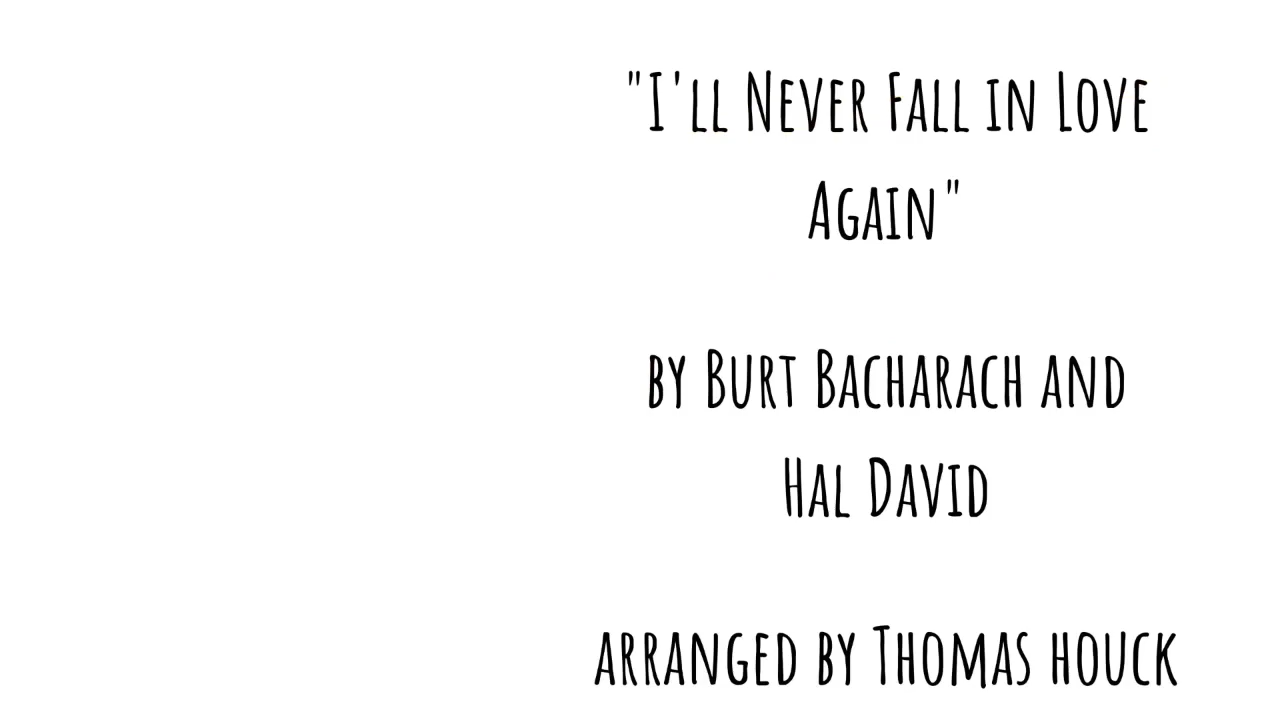 "I'll Never Fall in Love
Again"
by Burt Bacharach and
Hal David
arranged by Thomas houck